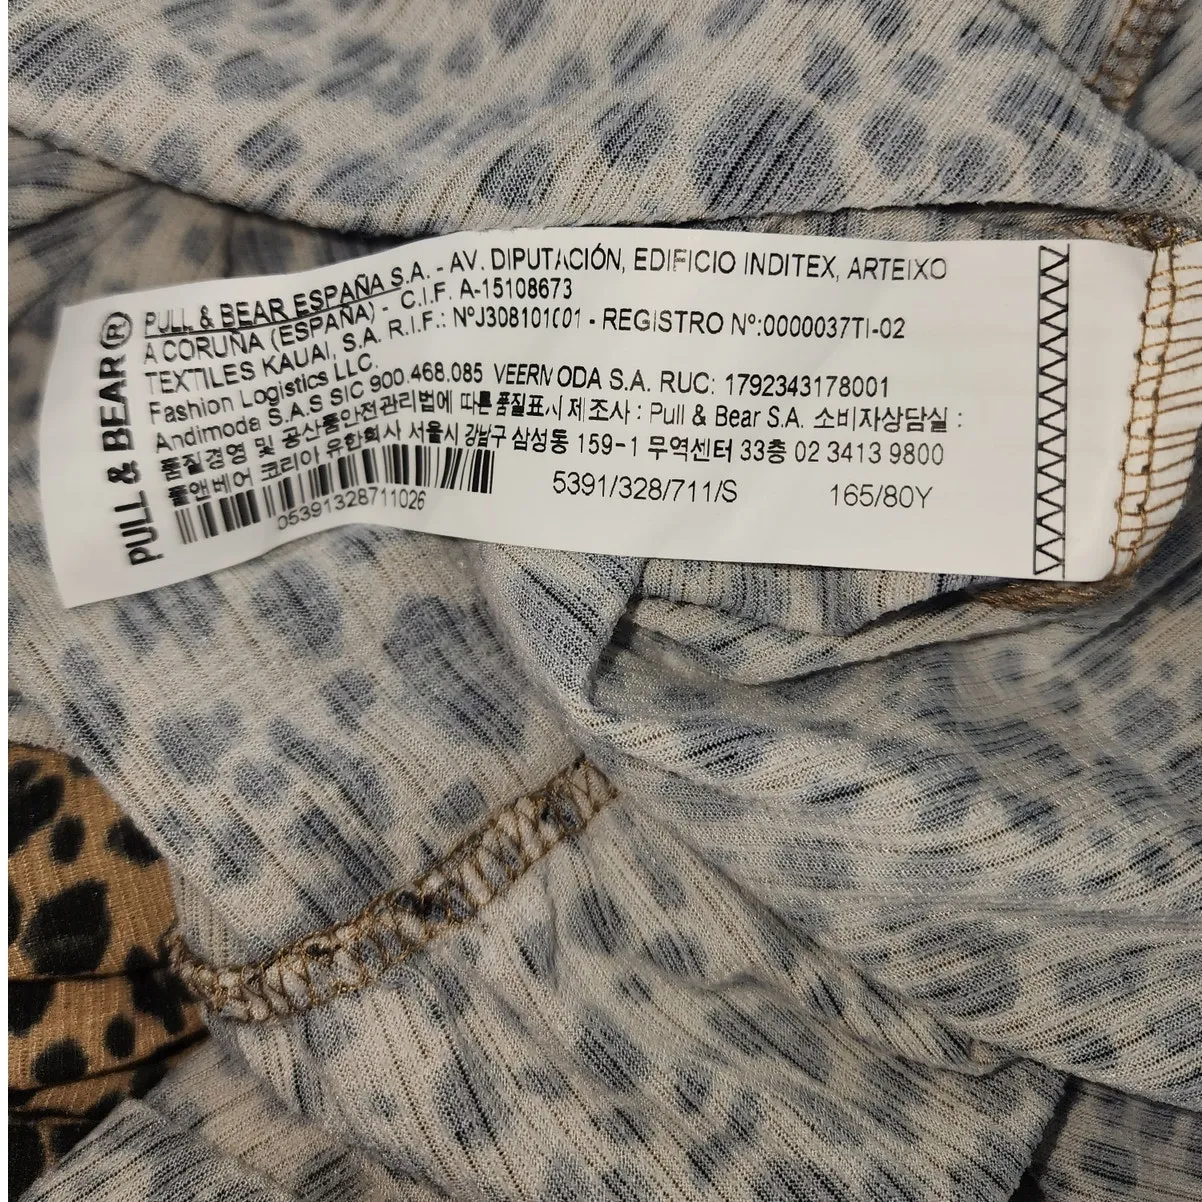 PULL & BEAR®
PULL & BEAR ESPAÑA S.A. - AV. DIPUTACIÓN, EDIFICIO INDITEX, ARTEIXO
A CORUÑA (ESPAÑA) - C.I.F. A-15108673
TEXTILES KAUAI, S.A. R.I.F.: NºJ308101001 - REGISTRO Nº:0000037TI-02
Fashion Logistics LLC.
Andimoda S.A.S SIC 900.468.085 VEERMODA S.A. RUC: 1792343178001
품질경영 및 공산품안전관리법에 따른 품질표시 제조사 : Pull & Bear S.A. 소비자상담실 :
풀앤베어 코리아 유한회사 서울시 강남구 삼성동 159-1 무역센터 33층 02 3413 9800
05391328711026
5391/328/711/S 165/80Y